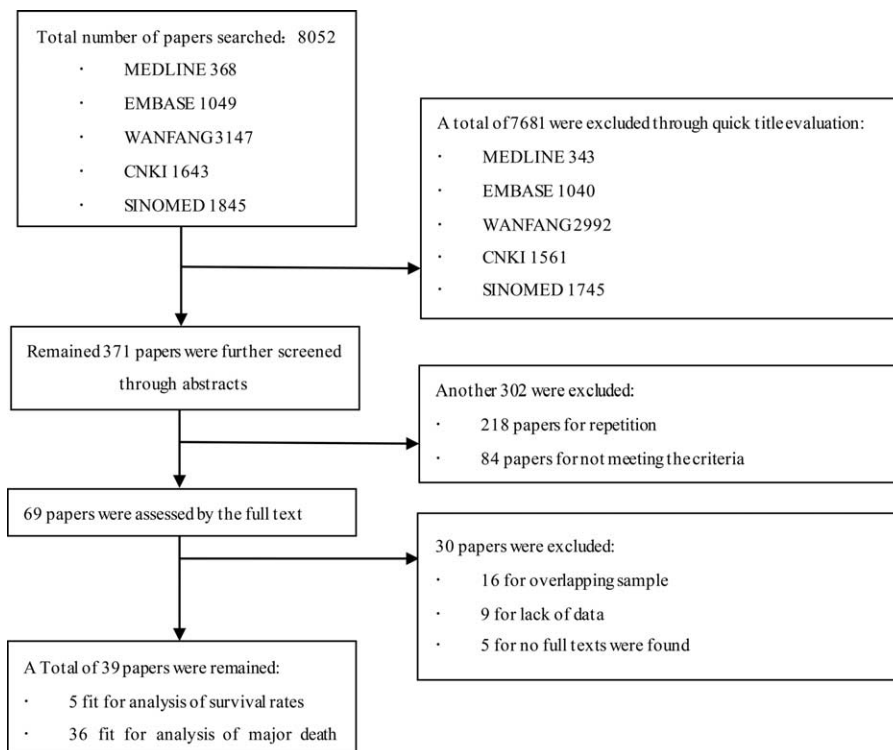 Total number of papers searched: 8052
· MEDLINE 368
· EMBASE 1049
· WANFANG 3147
· CNKI 1643
· SINOMED 1845
A total of 7681 were excluded through quick title evaluation:
· MEDLINE 343
· EMBASE 1040
· WANFANG 2992
· CNKI 1561
· SINOMED 1745
Remained 371 papers were further screened
through abstracts
Another 302 were excluded:
· 218 papers for repetition
· 84 papers for not meeting the criteria
69 papers were assessed by the full text
30 papers were excluded:
· 16 for overlapping sample
· 9 for lack of data
· 5 for no full texts were found
A Total of 39 papers were remained:
· 5 fit for analysis of survival rates
· 36 fit for analysis of major death